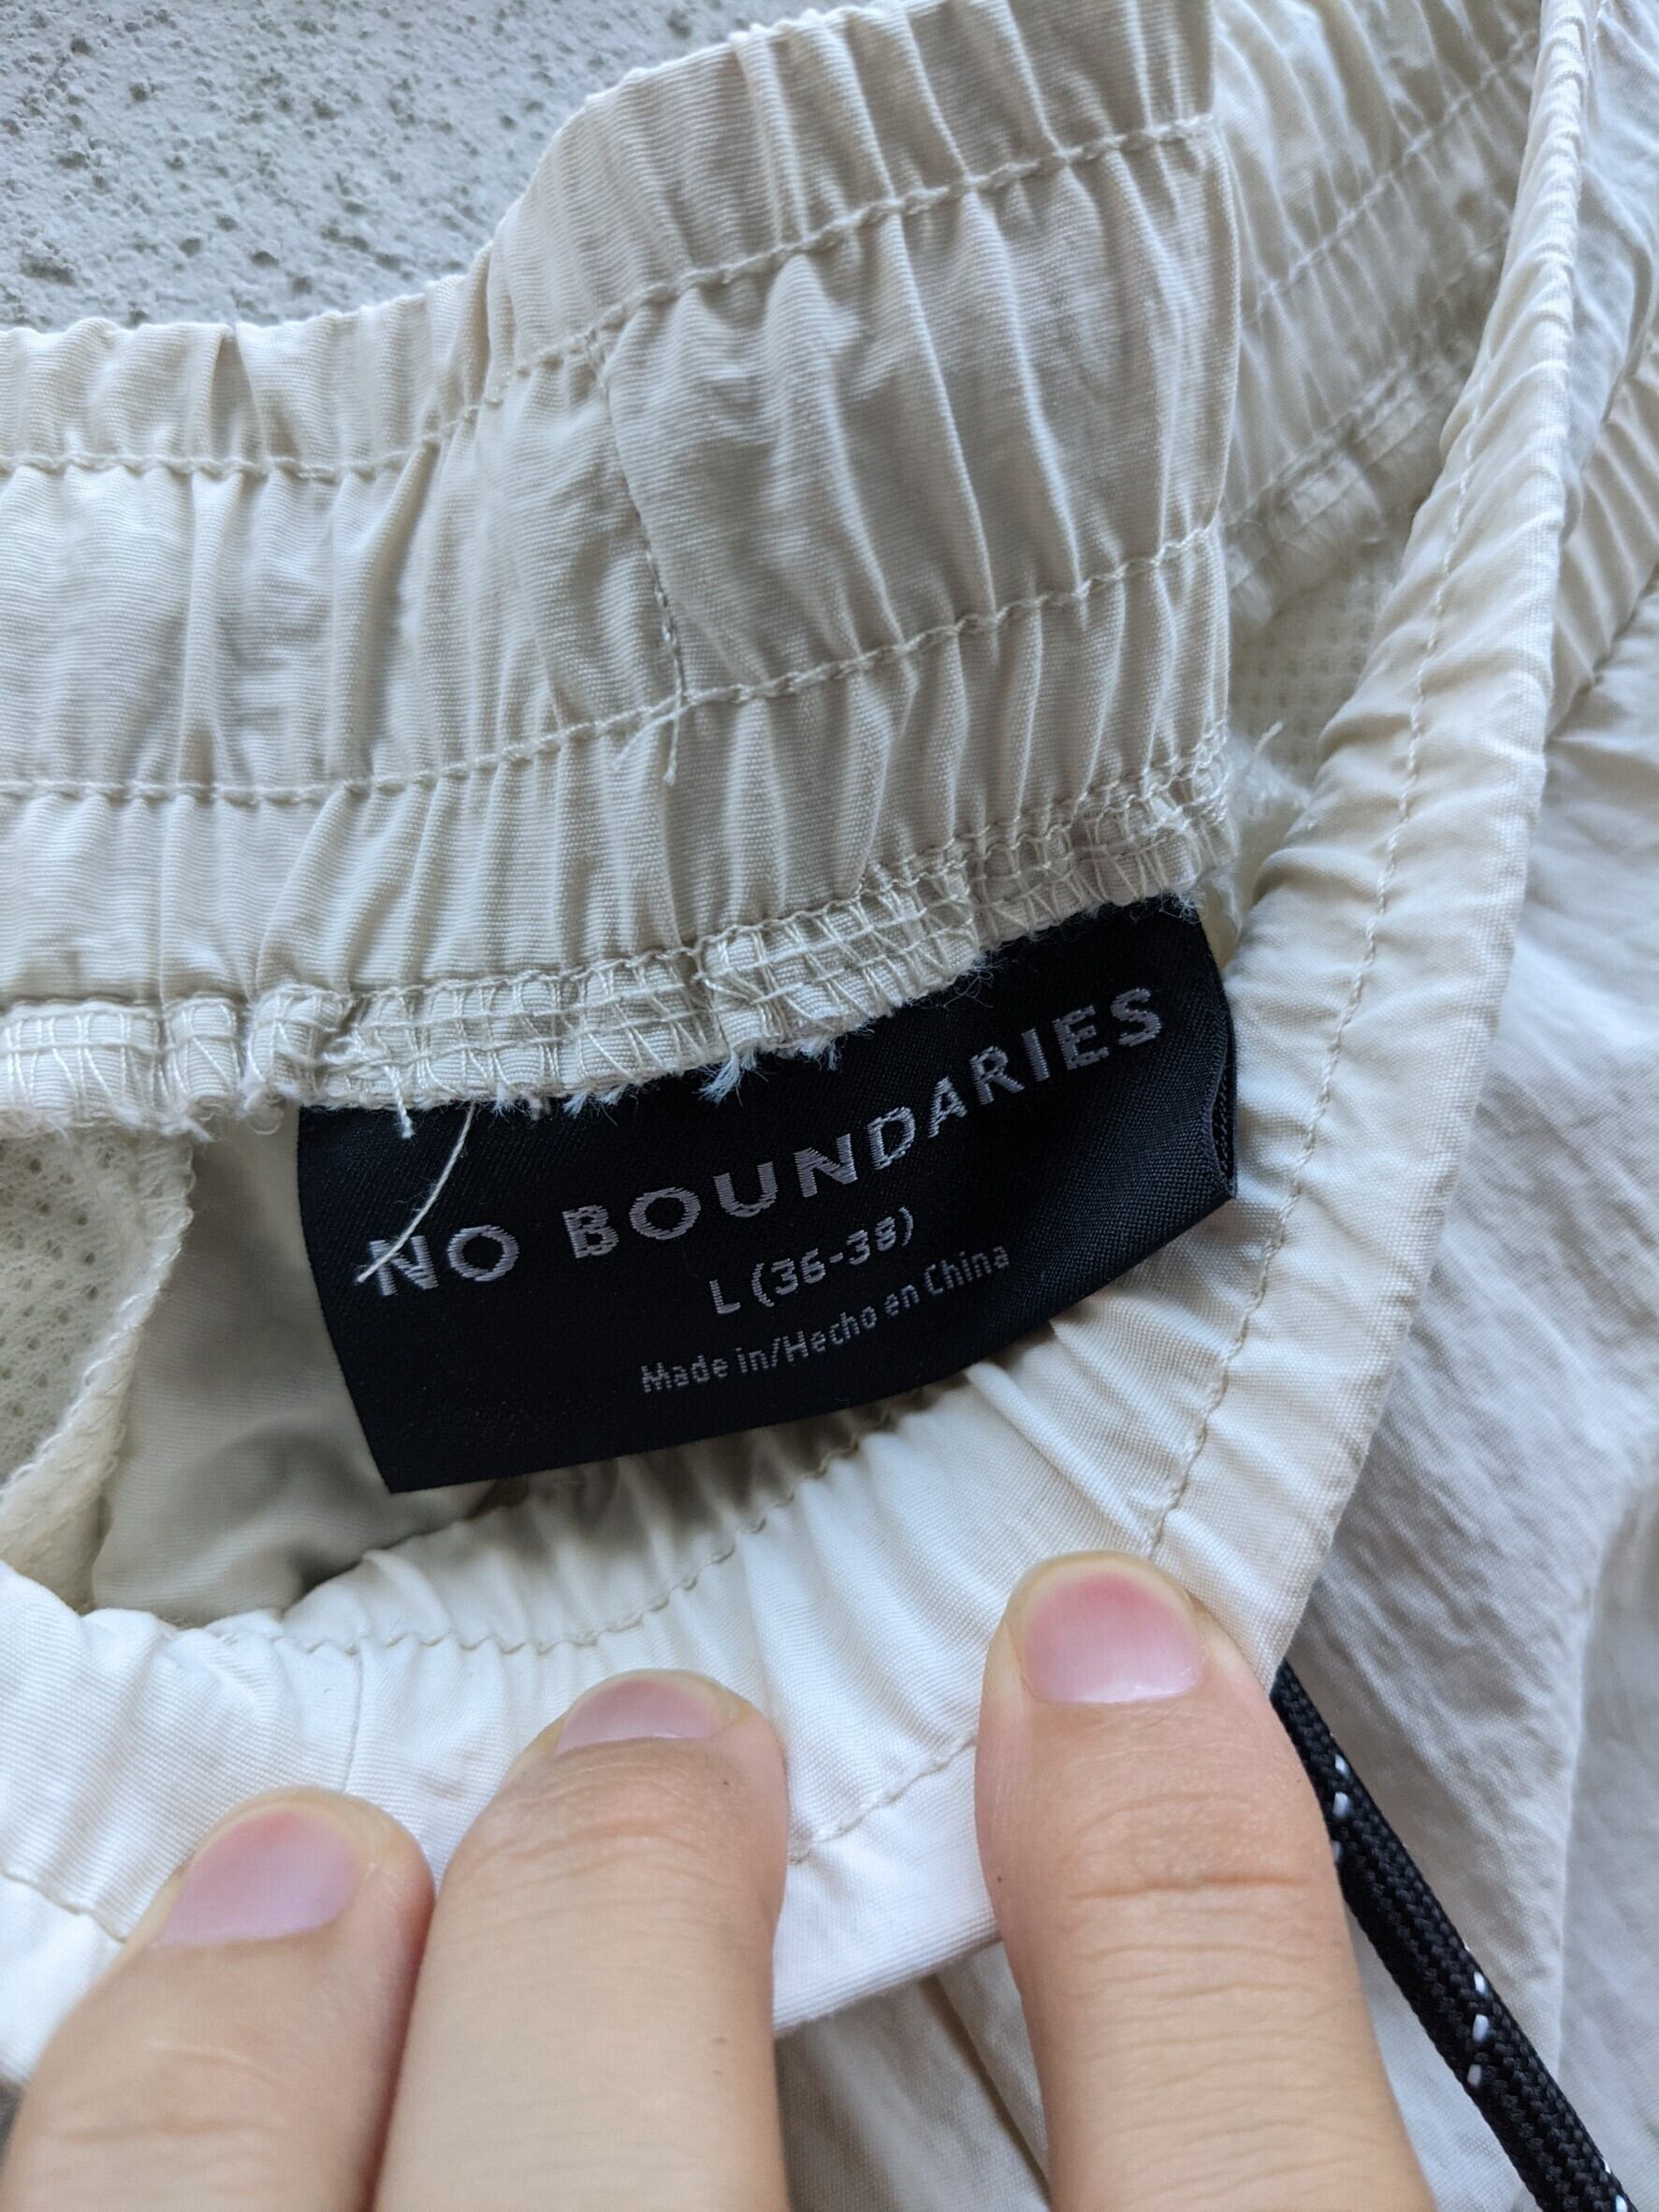 NO BOUNDARIES
L (36-38)
Made in/Hecho en China